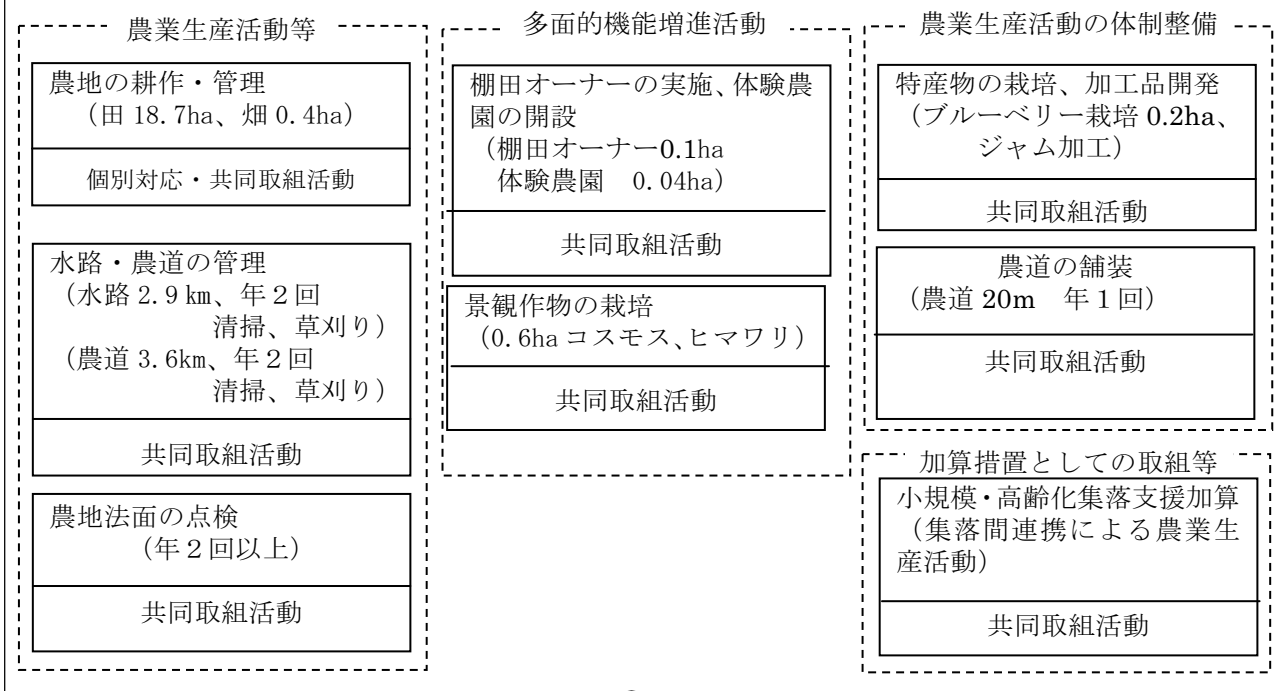 農業生産活動等
農地の耕作・管理
（田 18.7ha、畑 0.4ha）
個別対応・共同取組活動
水路・農道の管理
（水路 2.9 km、年２回
清掃、草刈り）
（農道 3.6km、年２回
清掃、草刈り）
共同取組活動
農地法面の点検
（年２回以上）
共同取組活動
多面的機能増進活動
棚田オーナーの実施、体験農
園の開設
（棚田オーナー0.1ha
体験農園　0.04ha）
共同取組活動
景観作物の栽培
（0.6ha コスモス、ヒマワリ）
共同取組活動
農業生産活動の体制整備
特産物の栽培、加工品開発
（ブルーベリー栽培 0.2ha、
ジャム加工）
共同取組活動
農道の舗装
（農道 20m　年１回）
共同取組活動
加算措置としての取組等
小規模・高齢化集落支援加算
（集落間連携による農業生
産活動）
共同取組活動